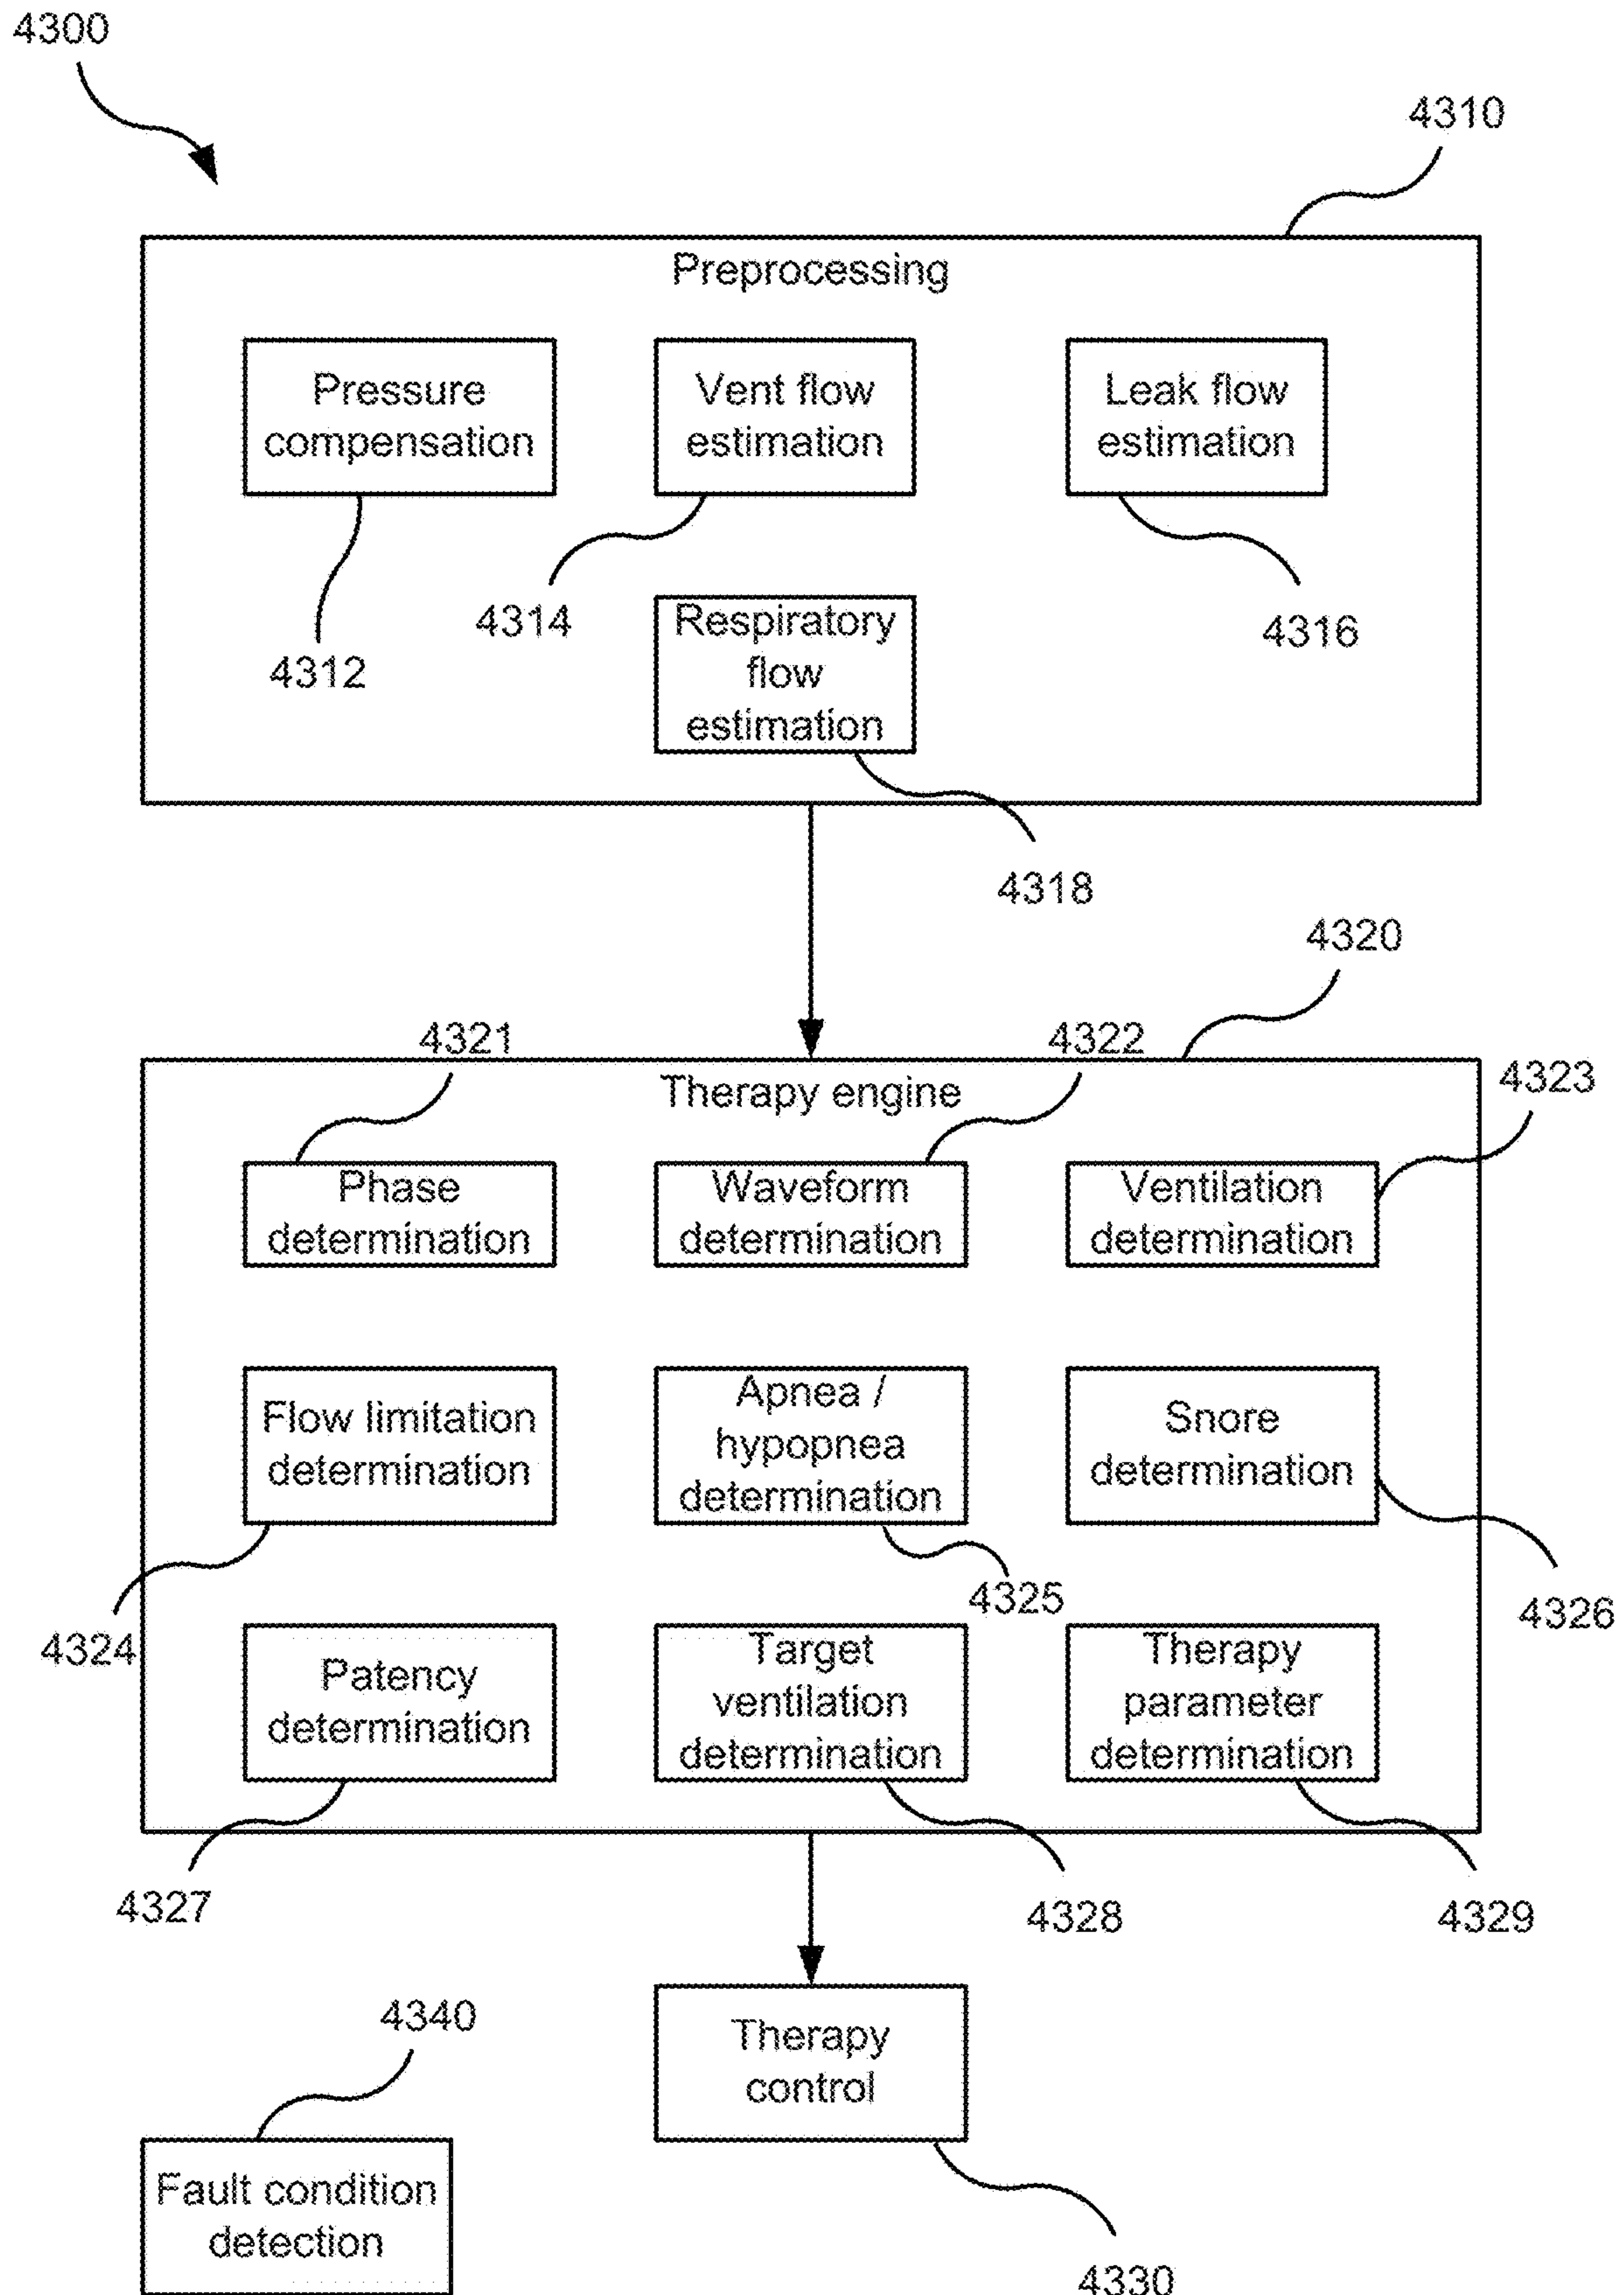 4300
4310
Preprocessing
Pressure
compensation
Vent flow
estimation
Leak flow
estimation
4312
4314
4316
Respiratory
flow
estimation
4318
4320
4321
4322
4323
Therapy engine
Phase
determination
Waveform
determination
Ventilation
determination
Flow limitation
determination
Apnea /
hypopnea
determination
Snore
determination
4324
4325
4326
Patency
determination
Target
ventilation
determination
Therapy
parameter
determination
4327
4328
4329
4340
Therapy
control
Fault condition
detection
4330